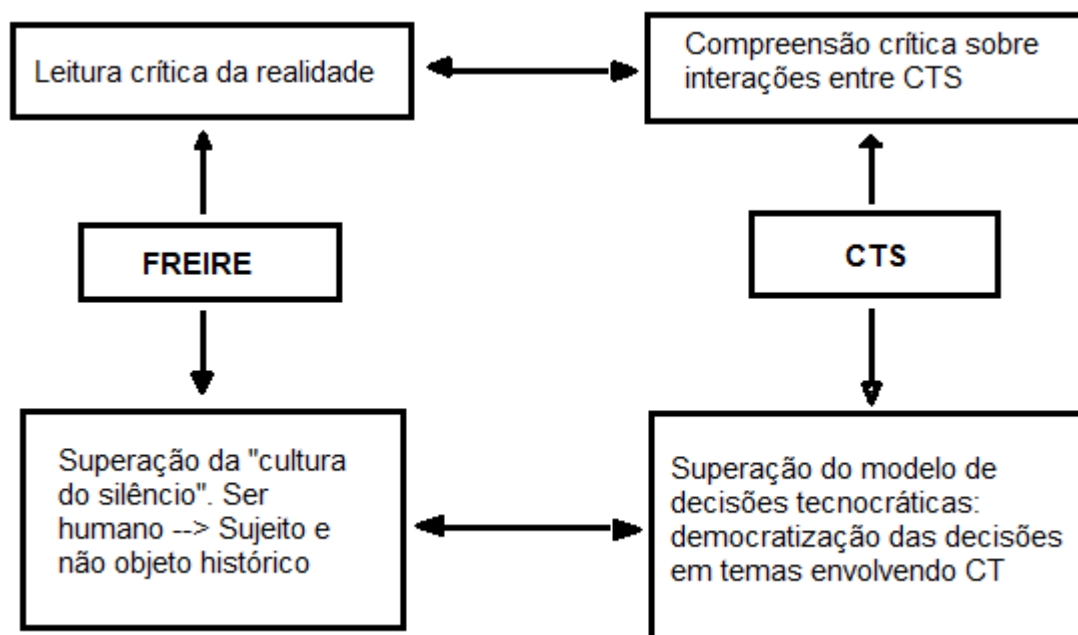 Leitura crítica da realidade
Compreensão crítica sobre
interações entre CTS
FREIRE
CTS
Superação da "cultura
do silêncio". Ser
humano --> Sujeito e
não objeto histórico
Superação do modelo de
decisões tecnocráticas:
democratização das decisões
em temas envolvendo CT